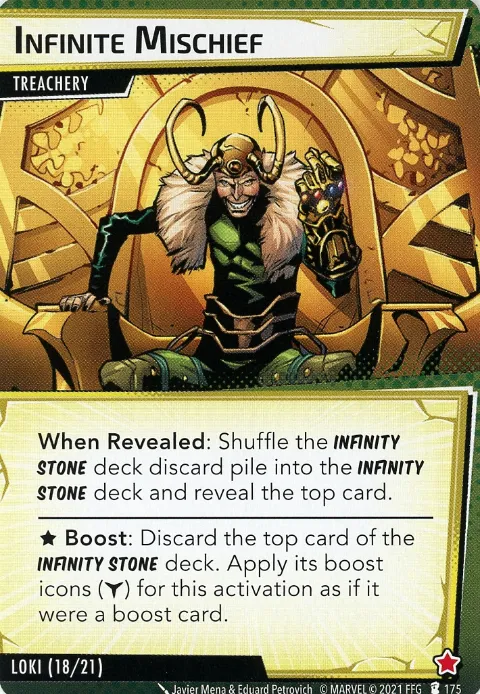 INFINITE MISCHIEF
TREACHERY
When Revealed: Shuffle the INFINITY
STONE deck discard pile into the INFINITY
STONE deck and reveal the top card.
★ Boost: Discard the top card of the
INFINITY STONE deck. Apply its boost
icons ( ) for this activation as if it
were a boost card.
LOKI (18/21)
Javier Mena & Eduard Petrovich © MARVEL © 2021 FFG 175